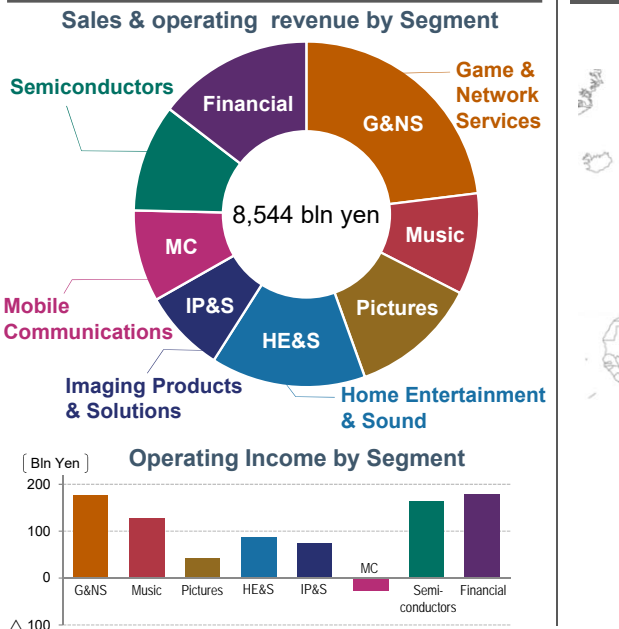 Sales & operating  revenue by Segment
Semiconductors
Financial
Game &
Network
Services
G&NS
8,544 bln yen
Music
MC
Mobile
Communications
IP&S
Pictures
HE&S
Imaging Products
& Solutions
Home Entertainment
& Sound
Bln Yen
Operating Income by Segment
200
100
0
△ 100
MC
G&NS
Music
Pictures
HE&S
IP&S
Semi-
conductors
Financial